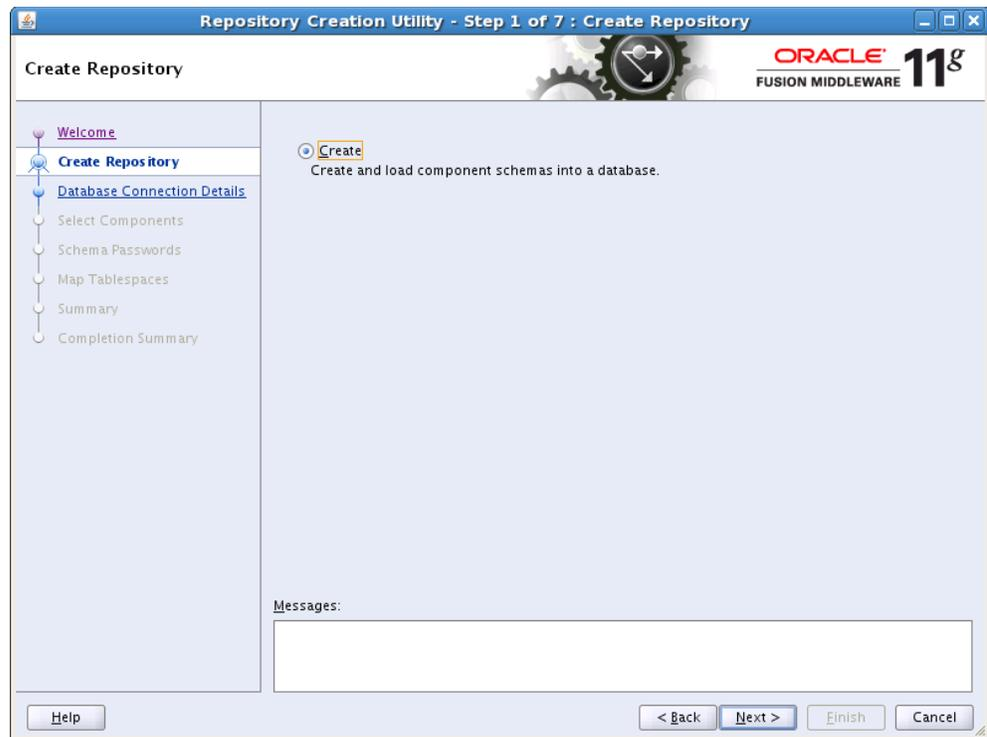 Repository Creation Utility - Step 1 of 7 : Create Repository
Create Repository
ORACLE
FUSION MIDDLEWARE
11g
Welcome
Create Repository
Database Connection Details
Select Components
Schema Passwords
Map Tablespaces
Summary
Completion Summary
Create
Create and load component schemas into a database.
Messages:
Help
< Back
Next >
Finish
Cancel